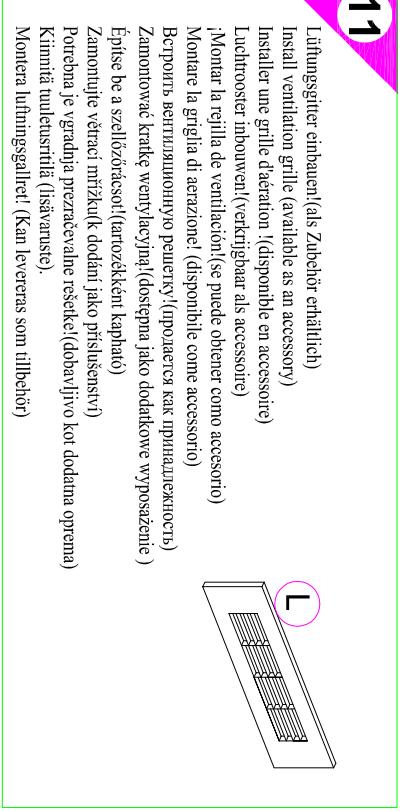 11
Lüftungsgitter einbauen!(als Zubehör erhältlich)
Install ventilation grille (available as an accessory)
Installer une grille d'aération !(disponible en accessoire)
Luchtrooster inbouwen!(verkrijgbaar als accessoire)
¡Montar la rejilla de ventilación!(se puede obtener como accesorio)
Montare la griglia di aerazione! (disponibile come accessorio)
Встроить вентиляционную решетку!(продается как принадлежность)
Zamontować kratkę wentylacyjną!(dostępna jako dodatkowe wyposażenie )
Építse be a szellőzőrácsot!(tartozékként kapható)
Zamontujte větrací mřížku(k dodání jako příslušenství)
Potrebna je vgradnja prezračevalne rešetke!(dobavljivo kot dodatna oprema)
Kiinnitä tuuletusritilä (lisävaruste).
Montera luftningsgallret! (Kan levereras som tillbehör)
L